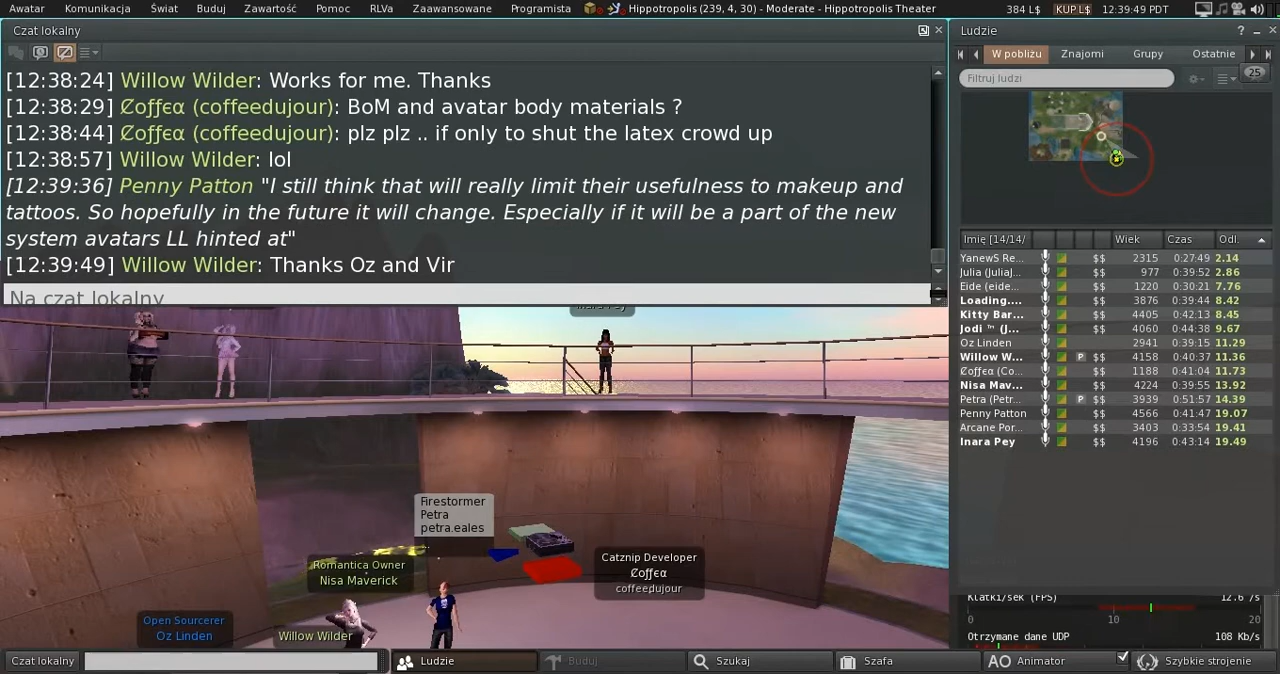 Awatar Komunikacja Świat Buduj Zawartość Pomoc RLVa Zaawansowane Programista Hippotropolis (239, 4, 30) - Moderate - Hippotropolis Theater 384 L$ KUP L$ 12:39:49 PDT
Czat lokalny
[12:38:24] Willow Wilder: Works for me. Thanks
[12:38:29] Ȼoƒƒєα (coffeedujour): BoM and avatar body materials ?
[12:38:44] Ȼoƒƒєα (coffeedujour): plz plz .. if only to shut the latex crowd up
[12:38:57] Willow Wilder: lol
[12:39:36] Penny Patton "I still think that will really limit their usefulness to makeup and
tattoos. So hopefully in the future it will change. Especially if it will be a part of the new
system avatars LL hinted at"
[12:39:49] Willow Wilder: Thanks Oz and Vir
Na czat lokalny
Inara Pey
Firestormer
Petra
petra.eales
Catznip Developer
Ȼoƒƒєα
coffeedujour
Romantica Owner
Nisa Maverick
Open Sourcerer
Oz Linden
Willow Wilder
Ludzie
W pobliżu Znajomi Grupy Ostatnie
25
Filtruj ludzi
Imię [14/14/ Wiek Czas Odl.
YanewS Re... $$ 2315 0:27:49 2.14
Julia (JuliaJ... 977 0:39:52 2.86
Eide (eide... $$ 1220 0:30:21 7.76
Loading.... $$ 3876 0:39:44 8.42
Kitty Bar... $$ 4405 0:42:13 8.45
Jodi ™ (J... $$ 4060 0:44:38 9.67
Oz Linden 2941 0:39:15 11.29
Willow W... P $$ 4158 0:40:37 11.36
Ȼoƒƒєα (Co... $$ 1188 0:41:04 11.73
Nisa Mav... $$ 4224 0:39:55 13.92
Petra (Petr... P $$ 3939 0:51:57 14.39
Penny Patton $$ 4566 0:41:47 19.07
Arcane Por... $$ 3403 0:33:54 19.41
Inara Pey $$ 4196 0:43:14 19.49
Klatki/sek (FPS) 12.6 /s
0 10 20
Otrzymane dane UDP 108 Kb/s
Czat lokalny Ludzie Buduj Szukaj Szafa AO Animator Szybkie strojenie